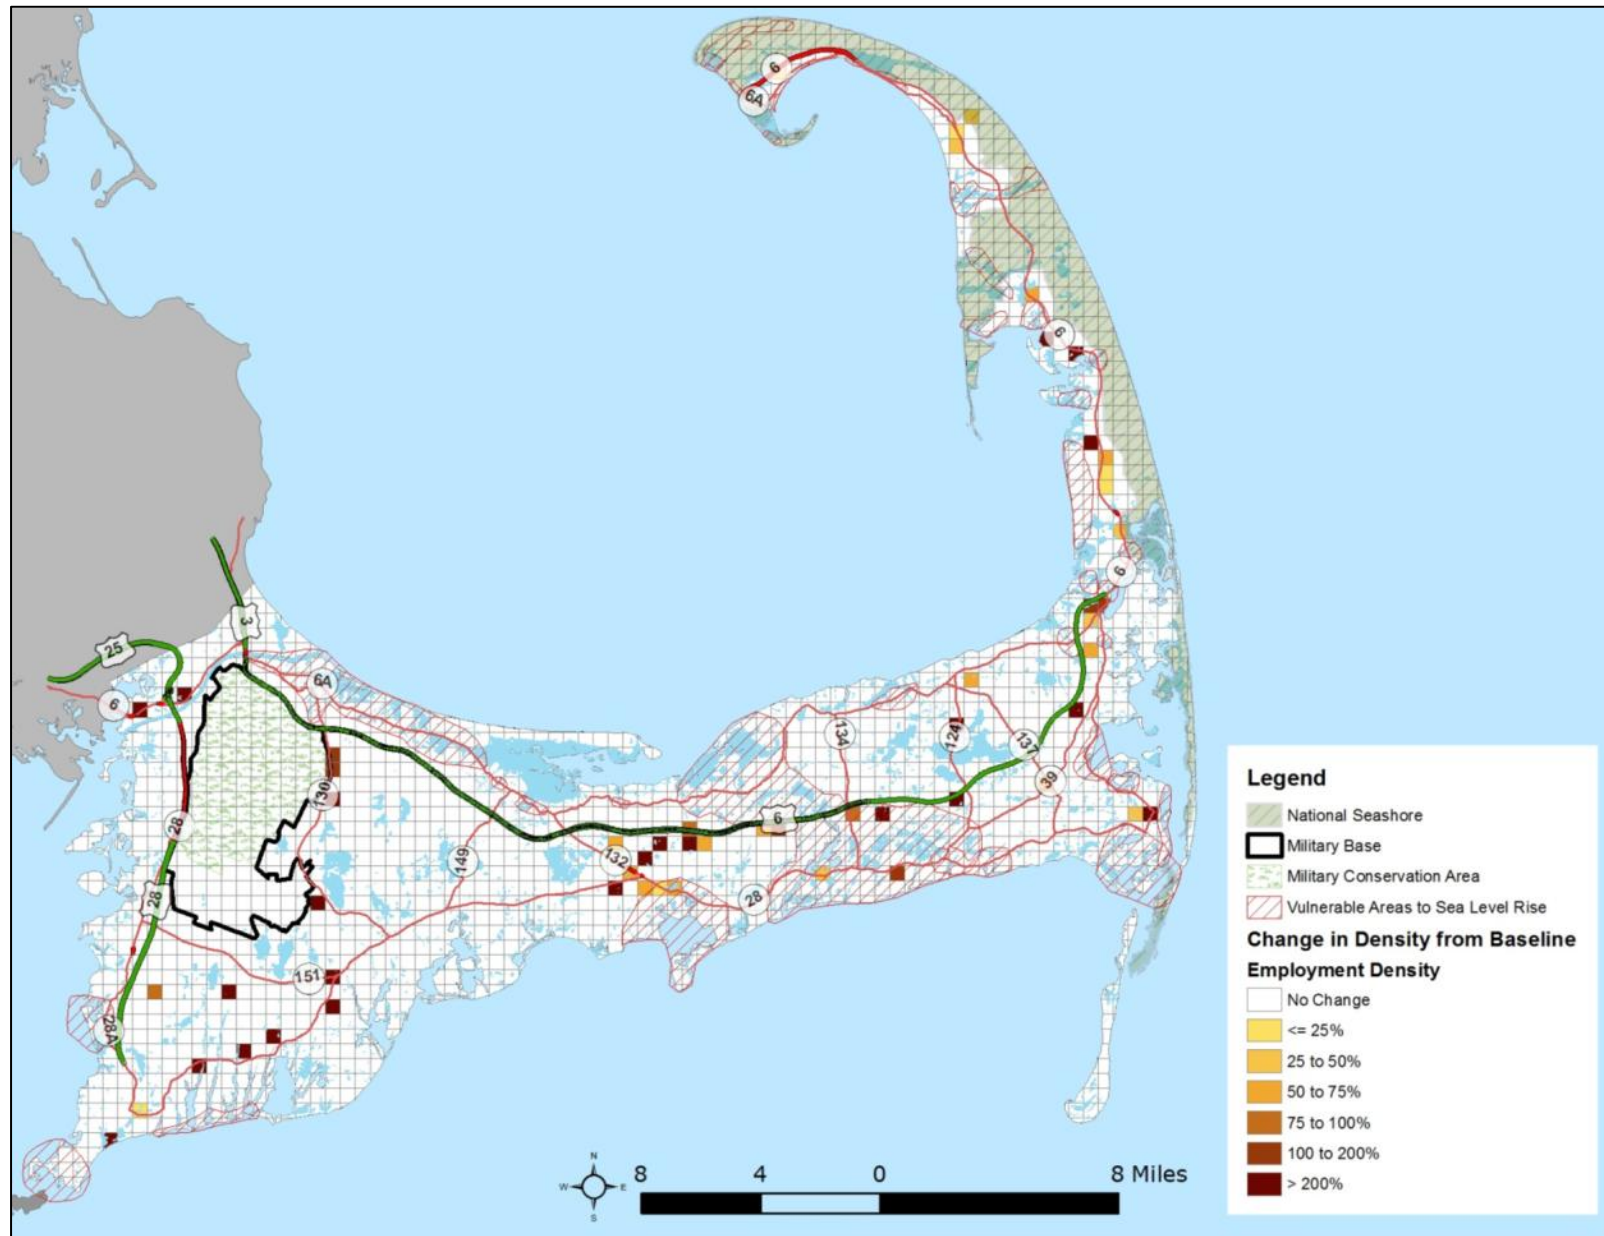 6
6A
6
6
3
25
6A
6
134
124
137
39
130
28
6
149
132
28
28
151
28A
N
W E
S
8 4 0 8 Miles
Legend
National Seashore
Military Base
Military Conservation Area
Vulnerable Areas to Sea Level Rise
Change in Density from Baseline
Employment Density
No Change
<= 25%
25 to 50%
50 to 75%
75 to 100%
100 to 200%
> 200%